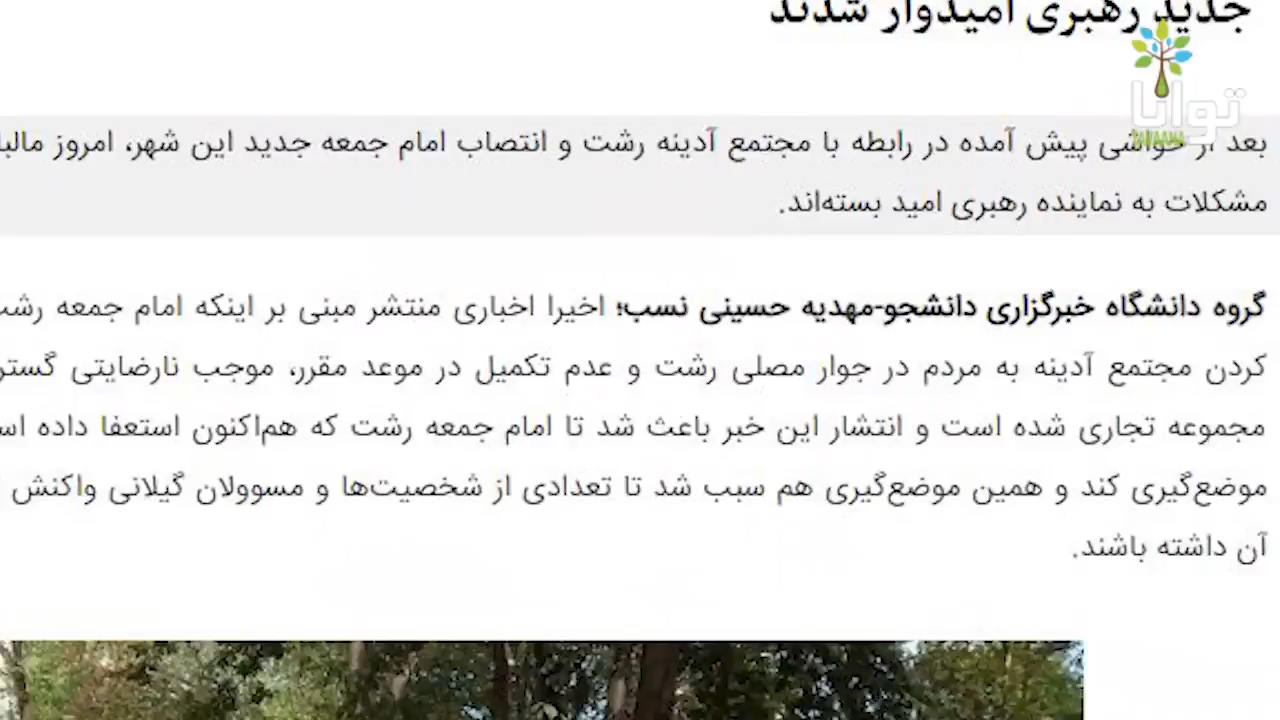 جدید رهبری امیدوار شدند
توانا
TAVAANA
بعد از حواشی پیش آمده در رابطه با مجتمع آدینه رشت و انتصاب امام جمعه جدید این شهر، امروز
مشکلات به نماینده رهبری امید بسته‌اند.
گروه دانشگاه خبرگزاری دانشجو-مهدیه حسینی نسب؛ اخیرا اخباری منتشر مبنی بر اینکه امام جمعه
کردن مجتمع آدینه به مردم در جوار مصلی رشت و عدم تکمیل در موعد مقرر، موجب نارضایتی
مجموعه تجاری شده است و انتشار این خبر باعث شد تا امام جمعه رشت که هم‌اکنون استعفا داده
موضع‌گیری کند و همین موضع‌گیری هم سبب شد تا تعدادی از شخصیت‌ها و مسوولان گیلانی واکنش
آن داشته باشند.